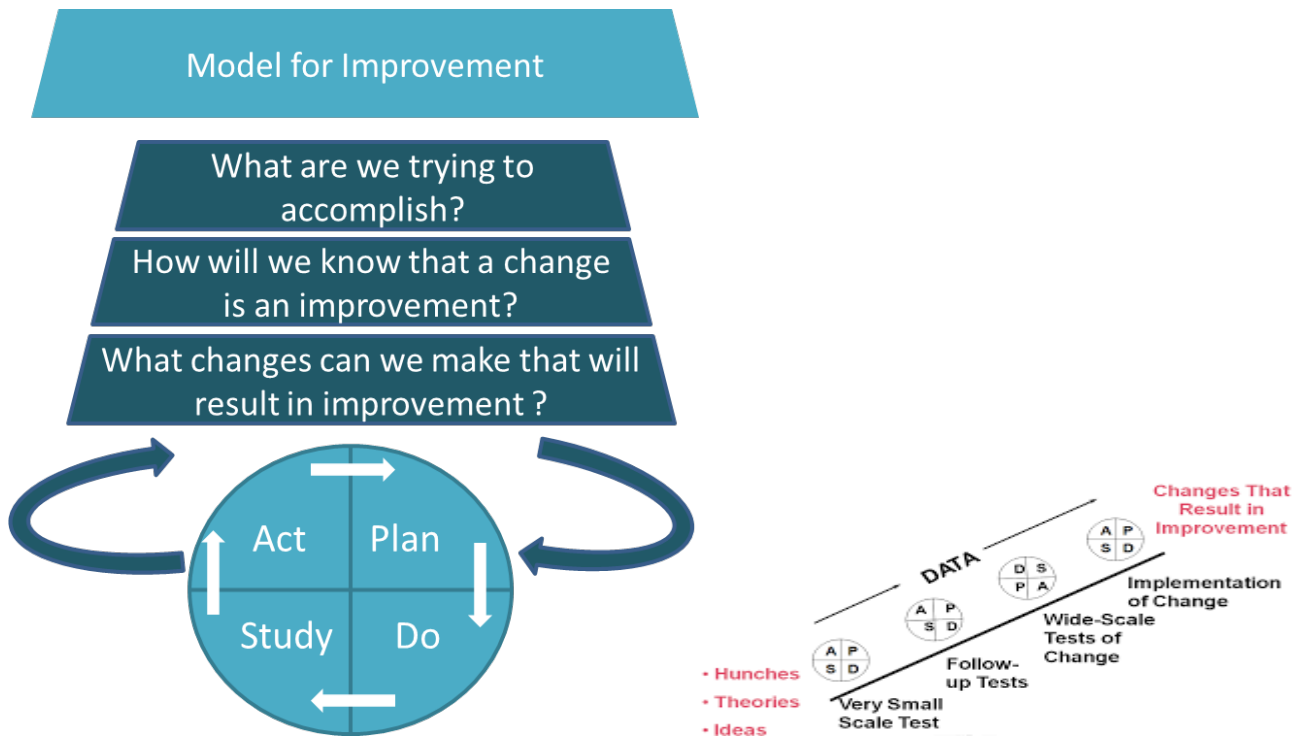 Model for Improvement
What are we trying to
accomplish?
How will we know that a change
is an improvement?
What changes can we make that will
result in improvement ?
Act
Plan
Study
Do
Changes That
Result in
Improvement
DATA
A P
S D
Implementation
of Change
D S
P A
Wide-Scale
Tests of
Change
A P
S D
Follow-
up Tests
A P
S D
Very Small
Scale Test
• Hunches
• Theories
• Ideas